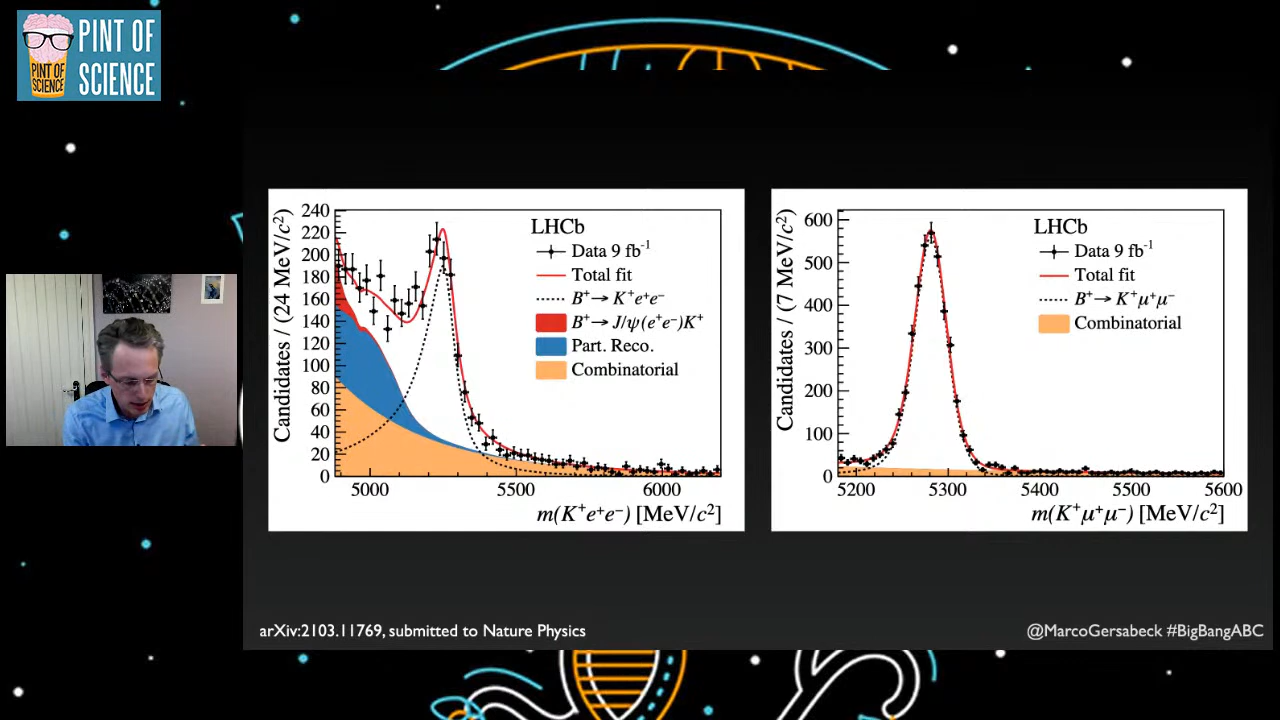 PINT OF
SCIENCE
PINT OF
SCIENCE
Candidates / (24 MeV/c²)
240
220
200
180
160
140
120
100
80
60
40
20
0
5000 5500 6000
m(K⁺e⁺e⁻) [MeV/c²]
LHCb
Data 9 fb⁻¹
Total fit
B⁺→ K⁺e⁺e⁻
B⁺→ J/ψ(e⁺e⁻)K⁺
Part. Reco.
Combinatorial
Candidates / (7 MeV/c²)
600
500
400
300
200
100
0
5200 5300 5400 5500 5600
m(K⁺μ⁺μ⁻) [MeV/c²]
LHCb
Data 9 fb⁻¹
Total fit
B⁺→ K⁺μ⁺μ⁻
Combinatorial
arXiv:2103.11769, submitted to Nature Physics
@MarcoGersabeck #BigBangABC